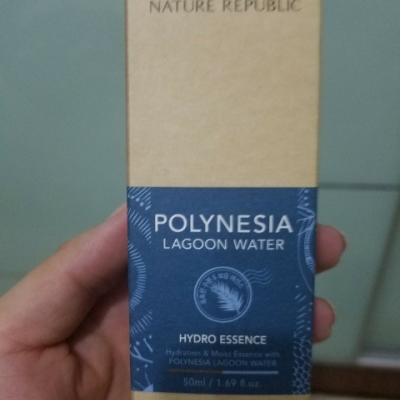 NATURE REPUBLIC
POLYNESIA
LAGOON WATER
HYDRO ESSENCE
Hydration & Moist Essence with
POLYNESIA LAGOON WATER
50ml / 1.69 fl.oz.